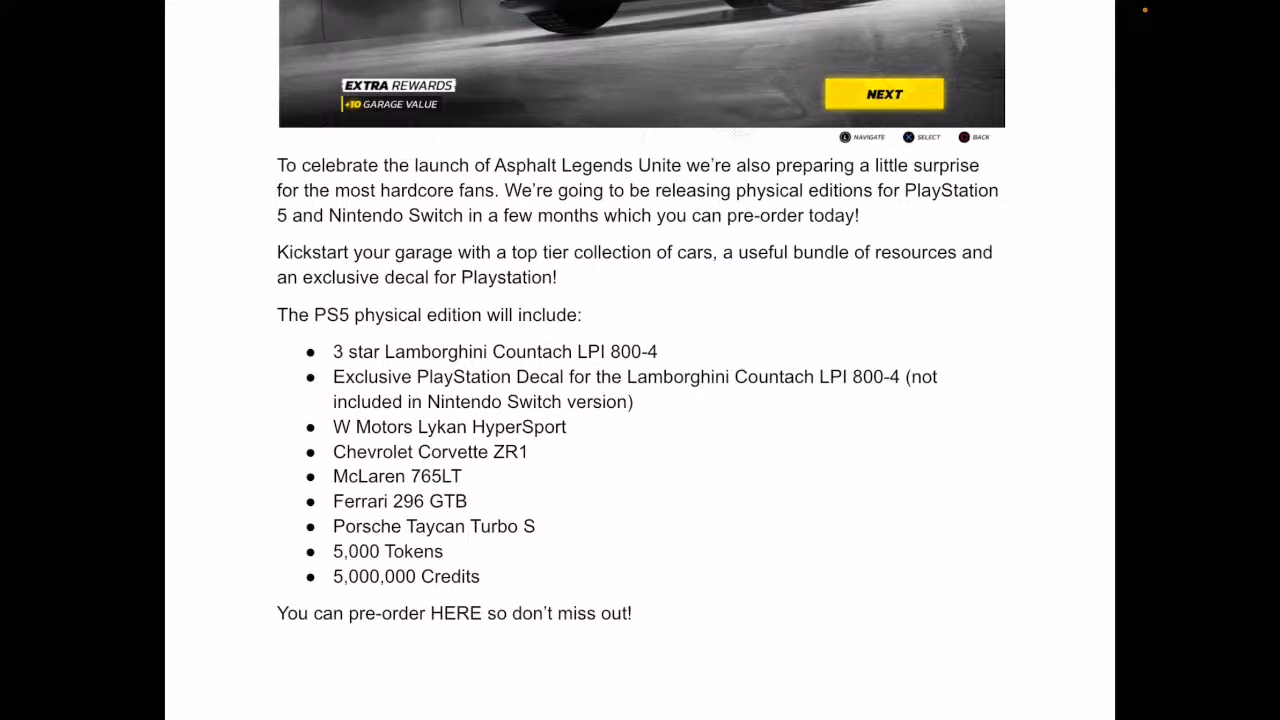 EXTRA REWARDS
+10 GARAGE VALUE
NEXT
L NAVIGATE SELECT BACK
To celebrate the launch of Asphalt Legends Unite we’re also preparing a little surprise
for the most hardcore fans. We’re going to be releasing physical editions for PlayStation
5 and Nintendo Switch in a few months which you can pre-order today!
Kickstart your garage with a top tier collection of cars, a useful bundle of resources and
an exclusive decal for Playstation!
The PS5 physical edition will include:
● 3 star Lamborghini Countach LPI 800-4
● Exclusive PlayStation Decal for the Lamborghini Countach LPI 800-4 (not
included in Nintendo Switch version)
● W Motors Lykan HyperSport
● Chevrolet Corvette ZR1
● McLaren 765LT
● Ferrari 296 GTB
● Porsche Taycan Turbo S
● 5,000 Tokens
● 5,000,000 Credits
You can pre-order HERE so don’t miss out!